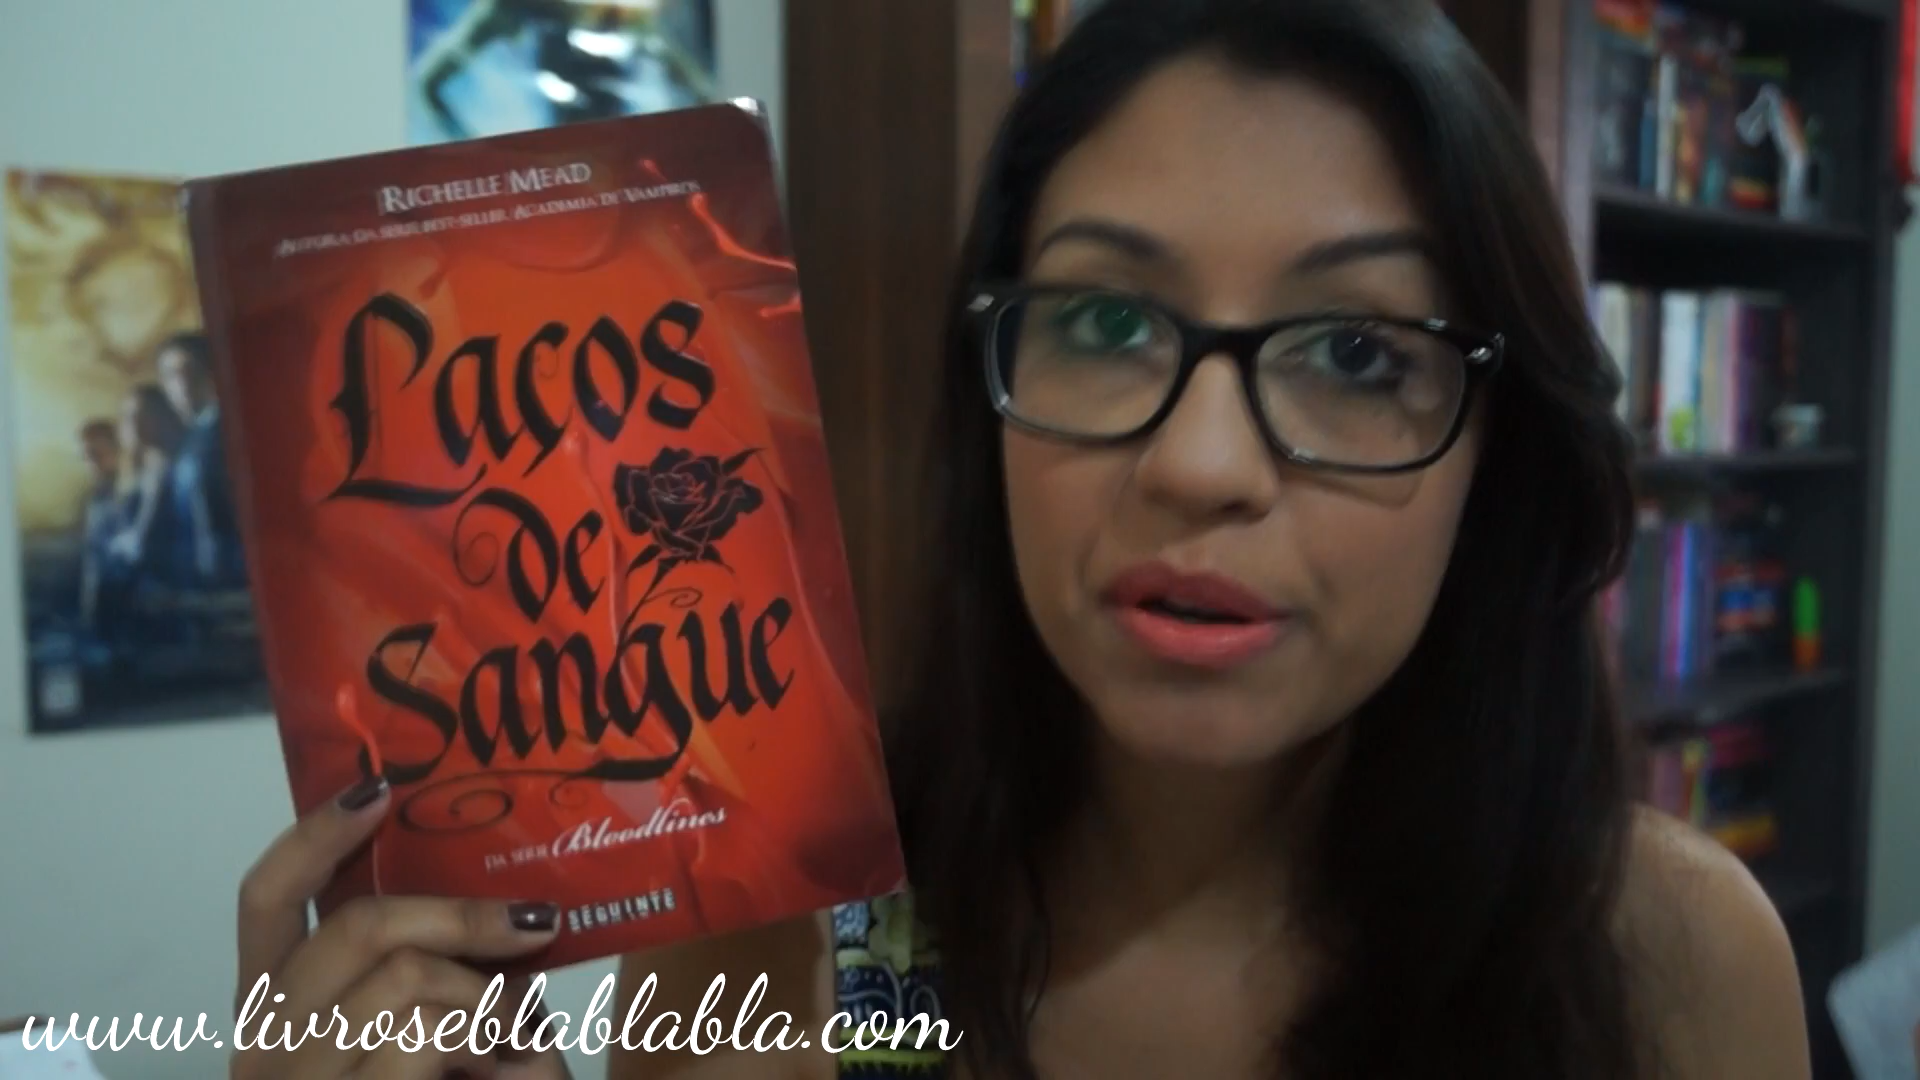 RICHELLE MEAD
AUTORA DA SÉRIE BEST-SELLER ACADEMIA DE VAMPIROS
Laços
de
Sangue
DA SÉRIE Bloodlines
SEGUINTE
www.livroseblablabla.com